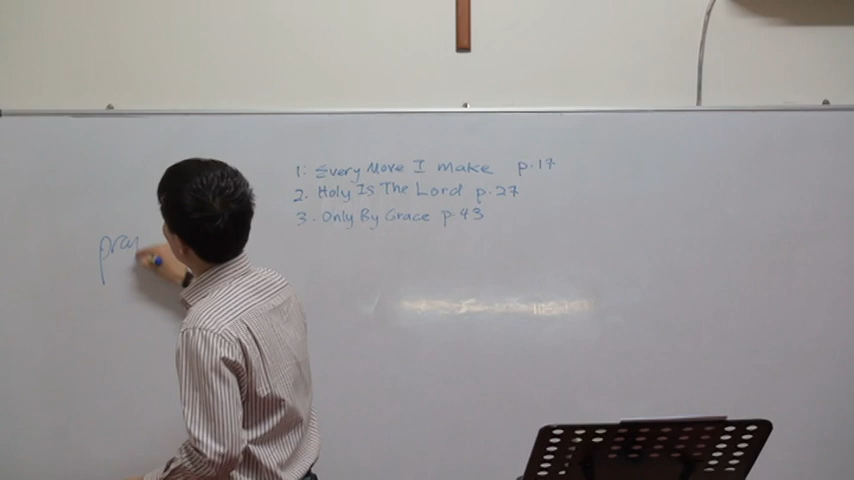 1: Every Move I make p.17
2. Holy Is The Lord p.27
3. Only By Grace p.43
pray